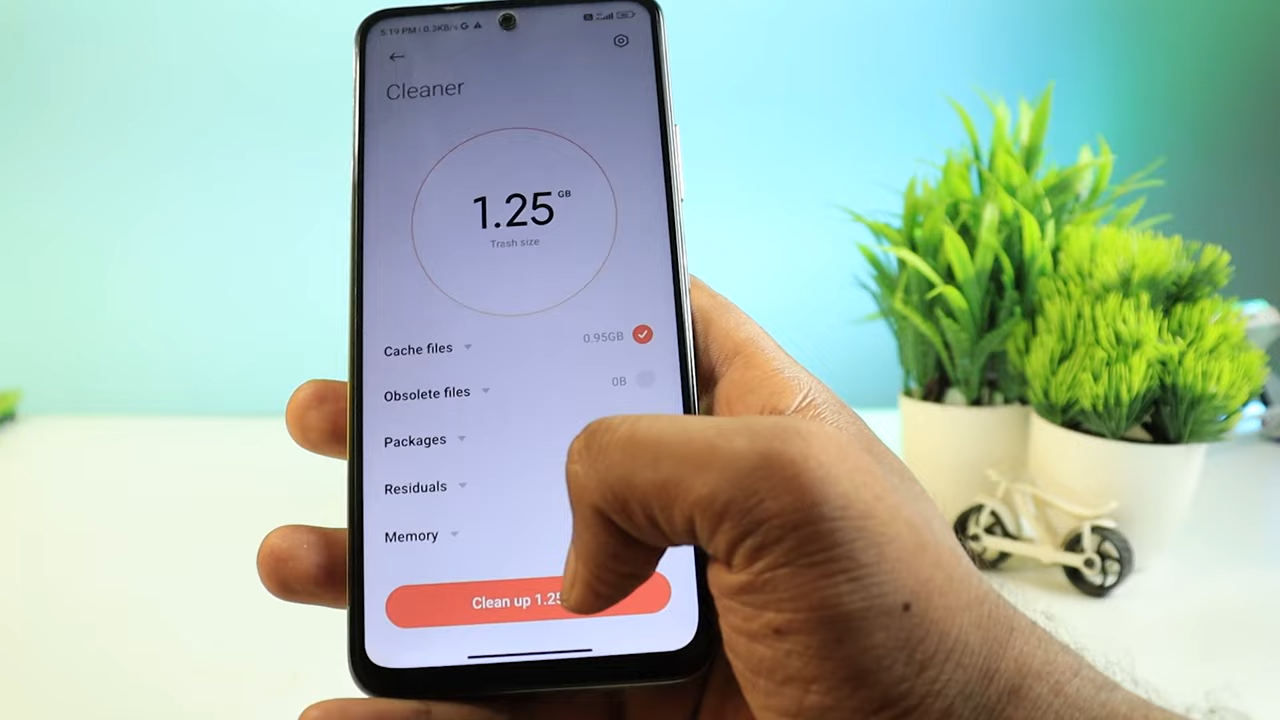 5:19 PM | 0.3KB/s
Cleaner
1.25 GB
Trash size
Cache files 0.95GB
Obsolete files 0B
Packages
Residuals
Memory
Clean up 1.25